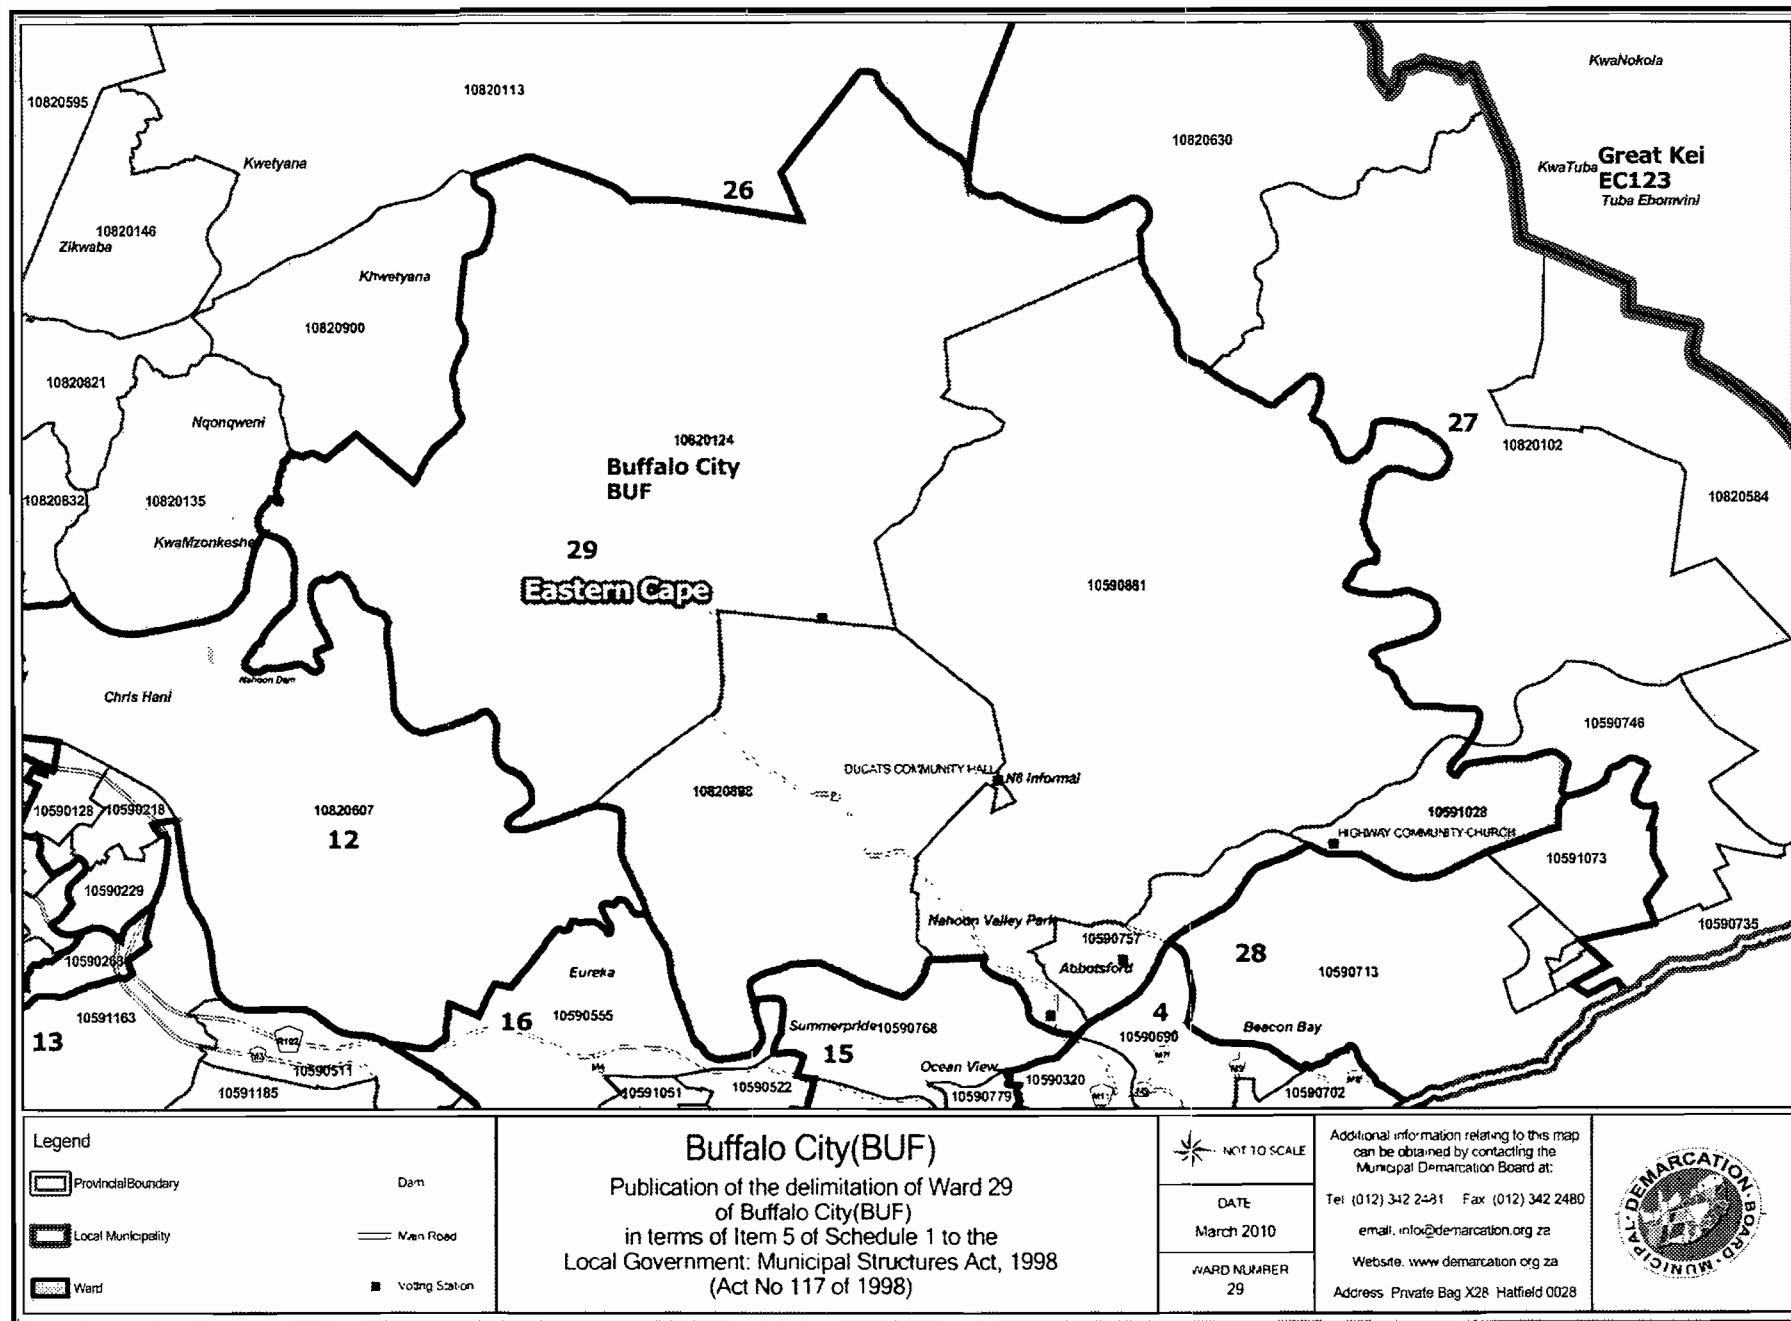 KwaNokola
10820595
10820113
10820630
Kwetyana
KwaTuba
Great Kei
EC123
Tuba Ebomvini
26
10820146
Zikwaba
Khwetyana
10820900
10820821
Nqonqweni
27
10820124
10820102
Buffalo City
BUF
10820832
10820135
10820584
KwaMzonkeshe
29
Eastern Cape
10590881
Nahoon Dam
Chris Hani
10590746
DUCATS COMMUNITY HALL
N6 Informal
10820898
10590128
10590218
10820607
12
10591028
HIGHWAY COMMUNITY CHURCH
10591073
10590229
Nahoon Valley Park
10590735
10590757
28
Abbotsford
10590713
Eureka
10590555
10591163
13
16
Summerpride
10590768
15
4
10590690
Beacon Bay
R102
M3
10590511
M4
Ocean View
10590320
10591185
10591051
10590522
10590779
10590702
Legend
Provincial Boundary
Local Municipality
Ward
Dam
Main Road
Voting Station
Buffalo City(BUF)
Publication of the delimitation of Ward 29
of Buffalo City(BUF)
in terms of Item 5 of Schedule 1 to the
Local Government: Municipal Structures Act, 1998
(Act No 117 of 1998)
NOT TO SCALE
DATE
March 2010
WARD NUMBER
29
Additional information relating to this map
can be obtained by contacting the
Municipal Demarcation Board at:
Tel (012) 342 2481 Fax (012) 342 2480
email. info@demarcation.org za
Website. www demarcation org za
Address Private Bag X28 Hatfield 0028
MUNICIPAL DEMARCATION BOARD